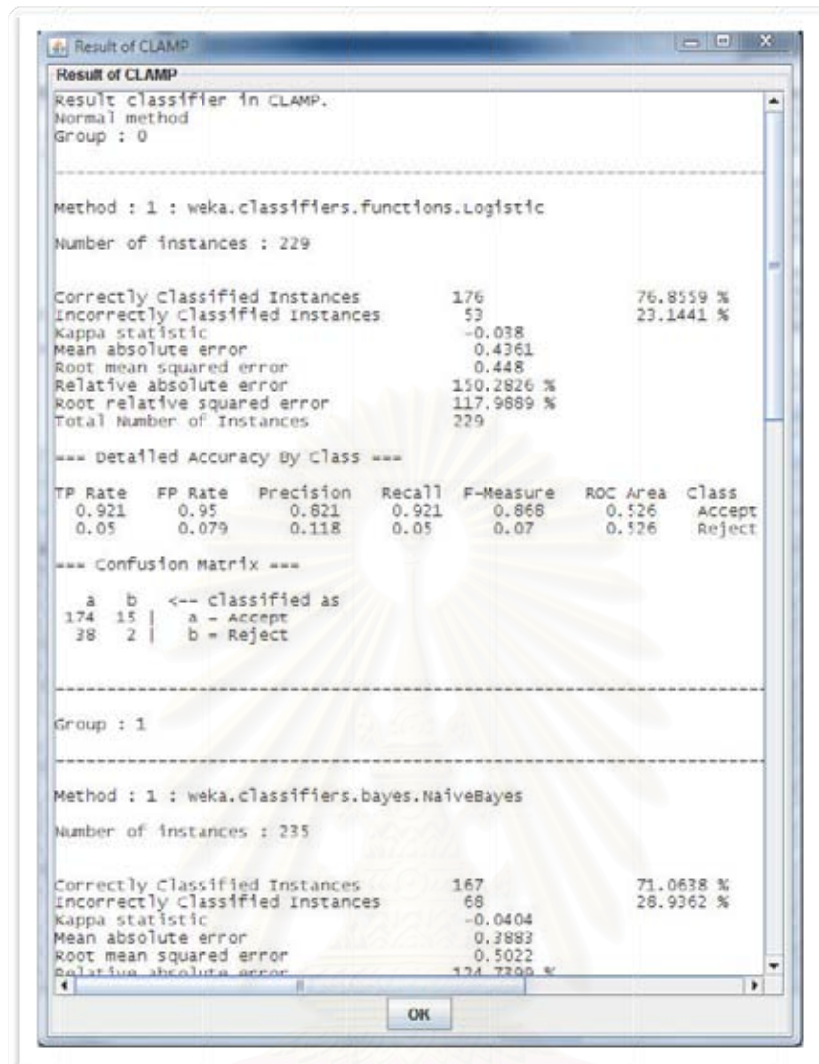 Result of CLAMP
Result of CLAMP
Result classifier in CLAMP.
Normal method
Group : 0
--------------------------------------------------------------------------------
Method : 1 : weka.classifiers.functions.Logistic
Number of instances : 229
Correctly Classified Instances 176 76.8559 %
Incorrectly Classified Instances 53 23.1441 %
Kappa statistic -0.038
Mean absolute error 0.4361
Root mean squared error 0.448
Relative absolute error 150.2826 %
Root relative squared error 117.9889 %
Total Number of Instances 229
=== Detailed Accuracy By Class ===
TP Rate FP Rate Precision Recall F-Measure ROC Area Class
0.921 0.95 0.821 0.921 0.868 0.526 Accept
0.05 0.079 0.118 0.05 0.07 0.526 Reject
=== Confusion Matrix ===
a b <-- Classified as
174 15 | a = Accept
38 2 | b = Reject
--------------------------------------------------------------------------------
Group : 1
--------------------------------------------------------------------------------
Method : 1 : weka.classifiers.bayes.NaiveBayes
Number of instances : 235
Correctly Classified Instances 167 71.0638 %
Incorrectly Classified Instances 68 28.9362 %
Kappa statistic -0.0404
Mean absolute error 0.3883
Root mean squared error 0.5022
Relative absolute error 124.7399 %
OK